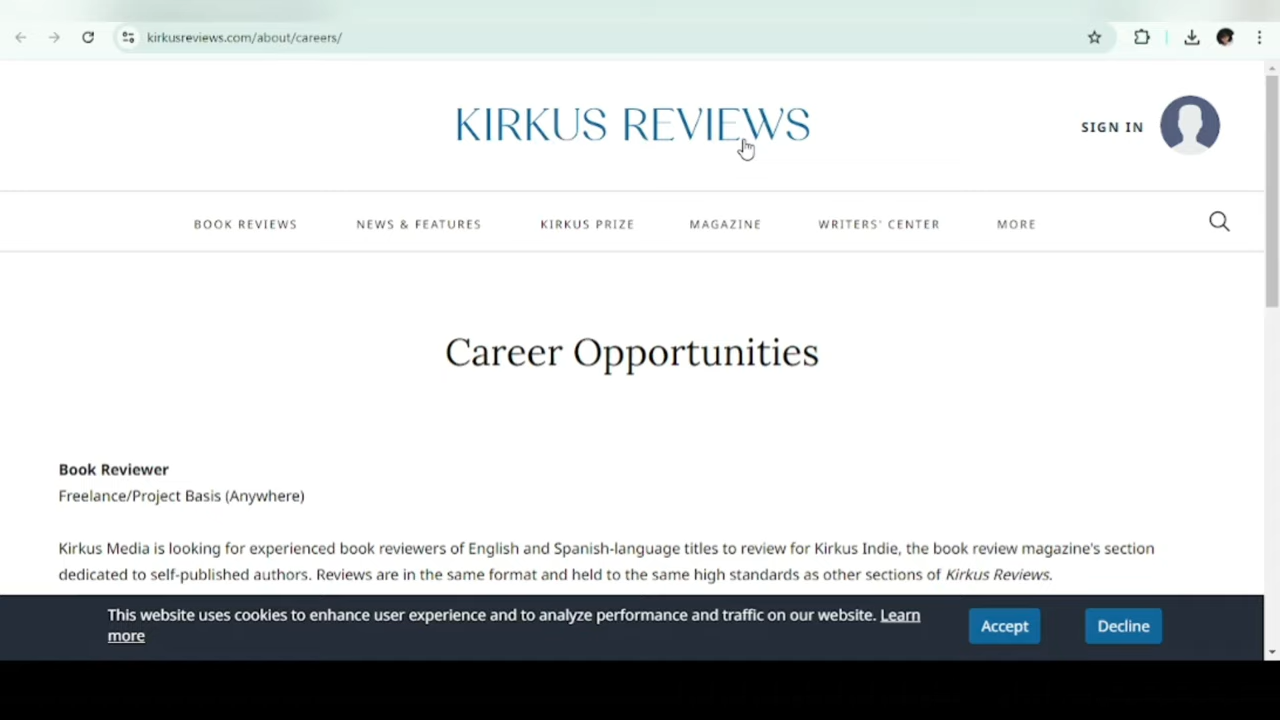 kirkusreviews.com/about/careers/
KIRKUS REVIEWS
SIGN IN
BOOK REVIEWS NEWS & FEATURES KIRKUS PRIZE MAGAZINE WRITERS' CENTER MORE
Career Opportunities
Book Reviewer
Freelance/Project Basis (Anywhere)
Kirkus Media is looking for experienced book reviewers of English and Spanish-language titles to review for Kirkus Indie, the book review magazine's section
dedicated to self-published authors. Reviews are in the same format and held to the same high standards as other sections of Kirkus Reviews.
This website uses cookies to enhance user experience and to analyze performance and traffic on our website. Learn
more
Accept
Decline